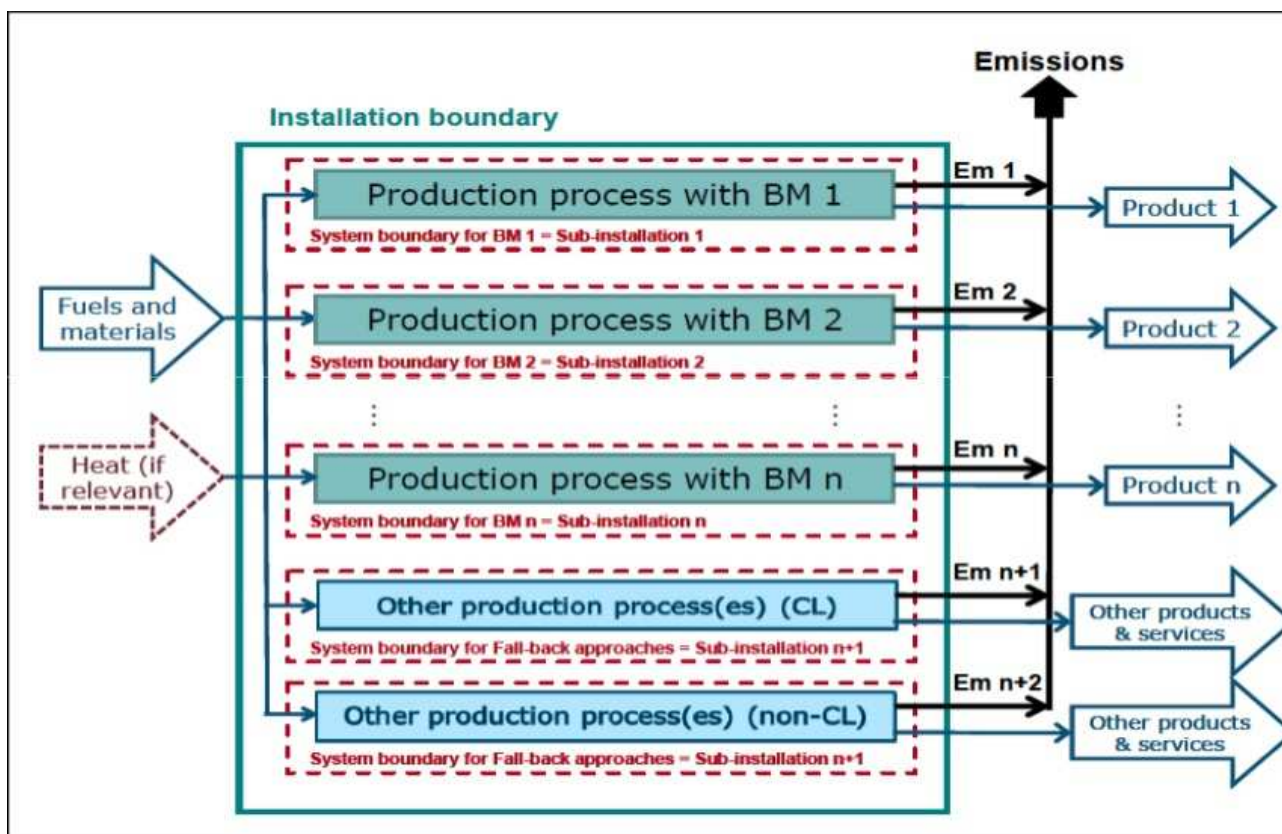 Emissions
Installation boundary
Em 1
Production process with BM 1
Product 1
System boundary for BM 1 = Sub-installation 1
Fuels and
materials
Em 2
Production process with BM 2
Product 2
System boundary for BM 2 = Sub-installation 2
⋮ ⋮ ⋮
Heat (if
relevant)
Em n
Production process with BM n
Product n
System boundary for BM n = Sub-installation n
Em n+1
Other production process(es) (CL)
Other products
& services
System boundary for Fall-back approaches = Sub-installation n+1
Em n+2
Other production process(es) (non-CL)
Other products
& services
System boundary for Fall-back approaches = Sub-installation n+1